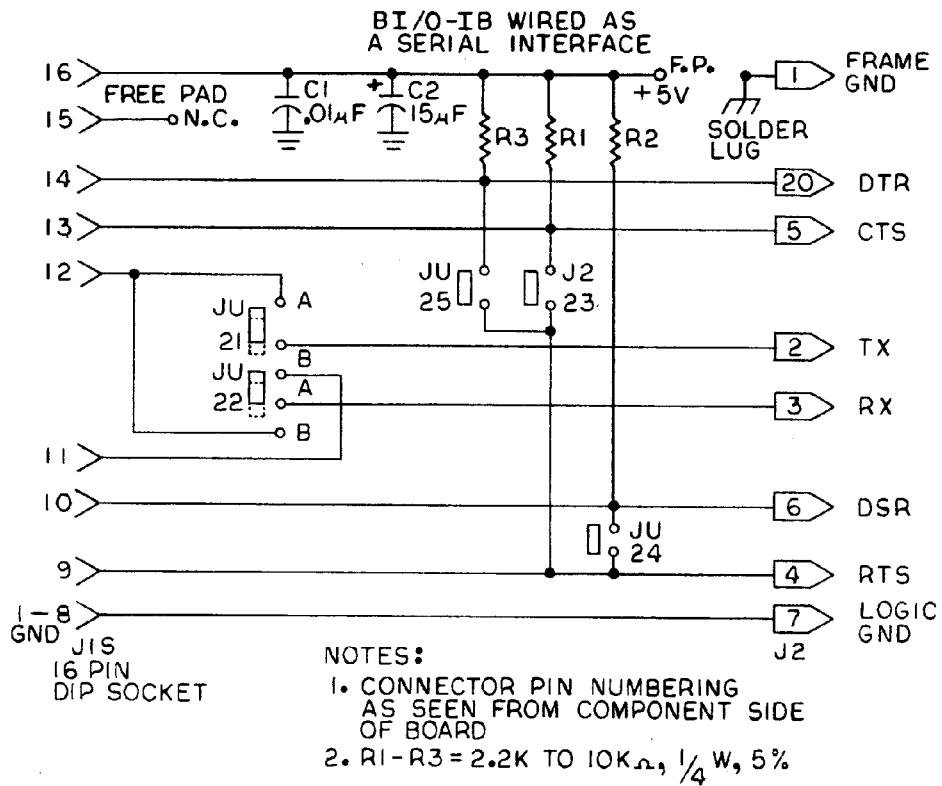 BI/O-IB WIRED AS
A SERIAL INTERFACE
16
F.P.
+5V
1
FRAME
GND
FREE PAD
C1
.01µF
+
C2
15µF
15
N.C.
R3
R1
R2
SOLDER
LUG
14
20
DTR
13
5
CTS
12
JU
25
J2
23
A
JU
21
B
2
TX
JU
22
A
3
RX
B
11
10
6
DSR
JU
24
9
4
RTS
1-8
GND
7
LOGIC
GND
J1S
16 PIN
DIP SOCKET
J2
NOTES:
1. CONNECTOR PIN NUMBERING
AS SEEN FROM COMPONENT SIDE
OF BOARD
2. R1-R3 = 2.2K TO 10KΩ, 1/4 W, 5%